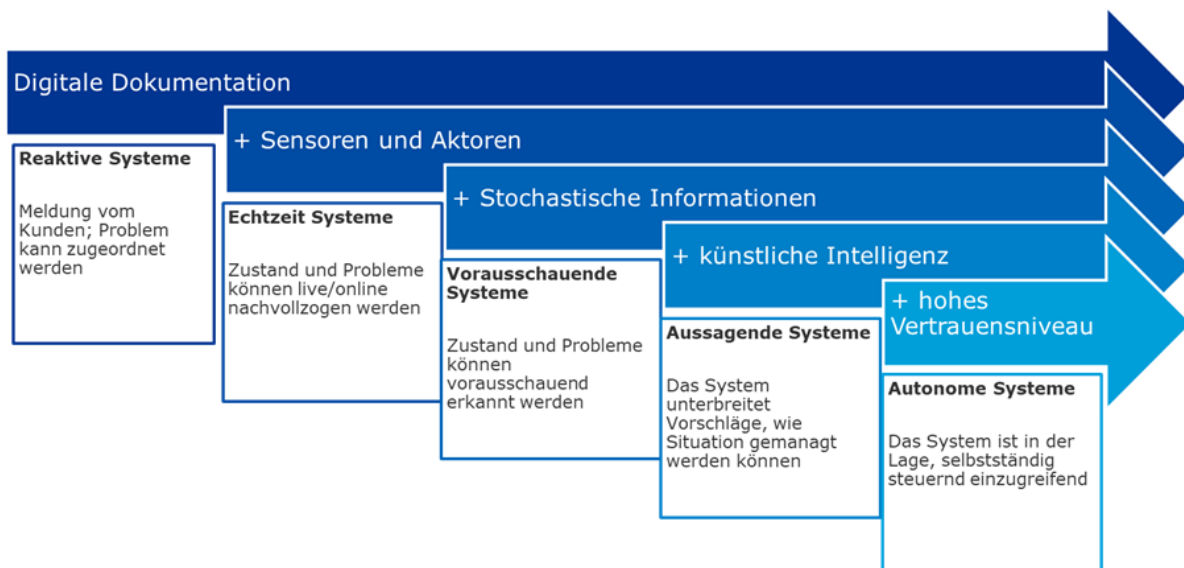 Digitale Dokumentation
+ Sensoren und Aktoren
Reaktive Systeme
Meldung vom
Kunden; Problem
kann zugeordnet
werden
+ Stochastische Informationen
Echtzeit Systeme
Zustand und Probleme
können live/online
nachvollzogen werden
+ künstliche Intelligenz
Vorausschauende
Systeme
Zustand und Probleme
können
vorausschauend
erkannt werden
+ hohes
Vertrauensniveau
Aussagende Systeme
Das System
unterbreitet
Vorschläge, wie
Situation gemanagt
werden können
Autonome Systeme
Das System ist in der
Lage, selbstständig
steuernd einzugreifend